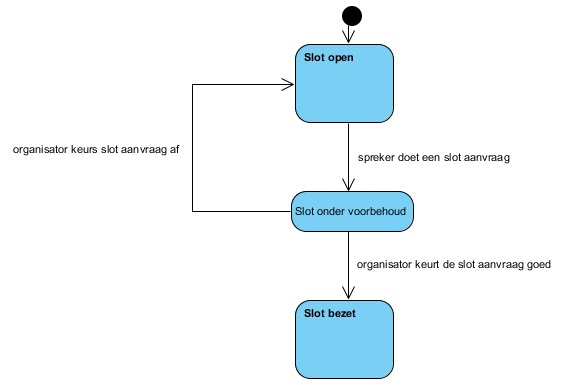 Slot open
organisator keurs slot aanvraag af
spreker doet een slot aanvraag
Slot onder voorbehoud
organisator keurt de slot aanvraag goed
Slot bezet